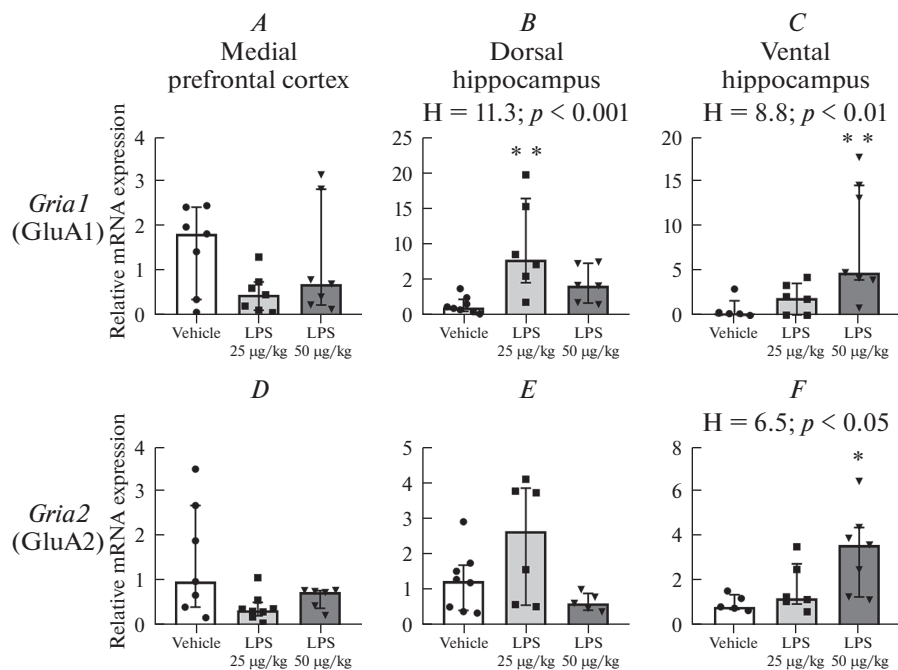 A
Medial
prefrontal cortex
B
Dorsal
hippocampus
H = 11.3; p < 0.001
C
Vental
hippocampus
H = 8.8; p < 0.01
Gria1
(GluA1)
Relative mRNA expression
4
3
2
1
0
Vehicle
LPS
25 µg/kg
LPS
50 µg/kg
25
20
15
10
2
0
* *
Vehicle
LPS
25 µg/kg
LPS
50 µg/kg
20
15
10
5
0
* *
Vehicle
LPS
25 µg/kg
LPS
50 µg/kg
D
E
F
H = 6.5; p < 0.05
Gria2
(GluA2)
Relative mRNA expression
4
3
2
1
0
Vehicle
LPS
25 µg/kg
LPS
50 µg/kg
5
4
3
2
1
0
Vehicle
LPS
25 µg/kg
LPS
50 µg/kg
8
6
4
2
0
*
Vehicle
LPS
25 µg/kg
LPS
50 µg/kg